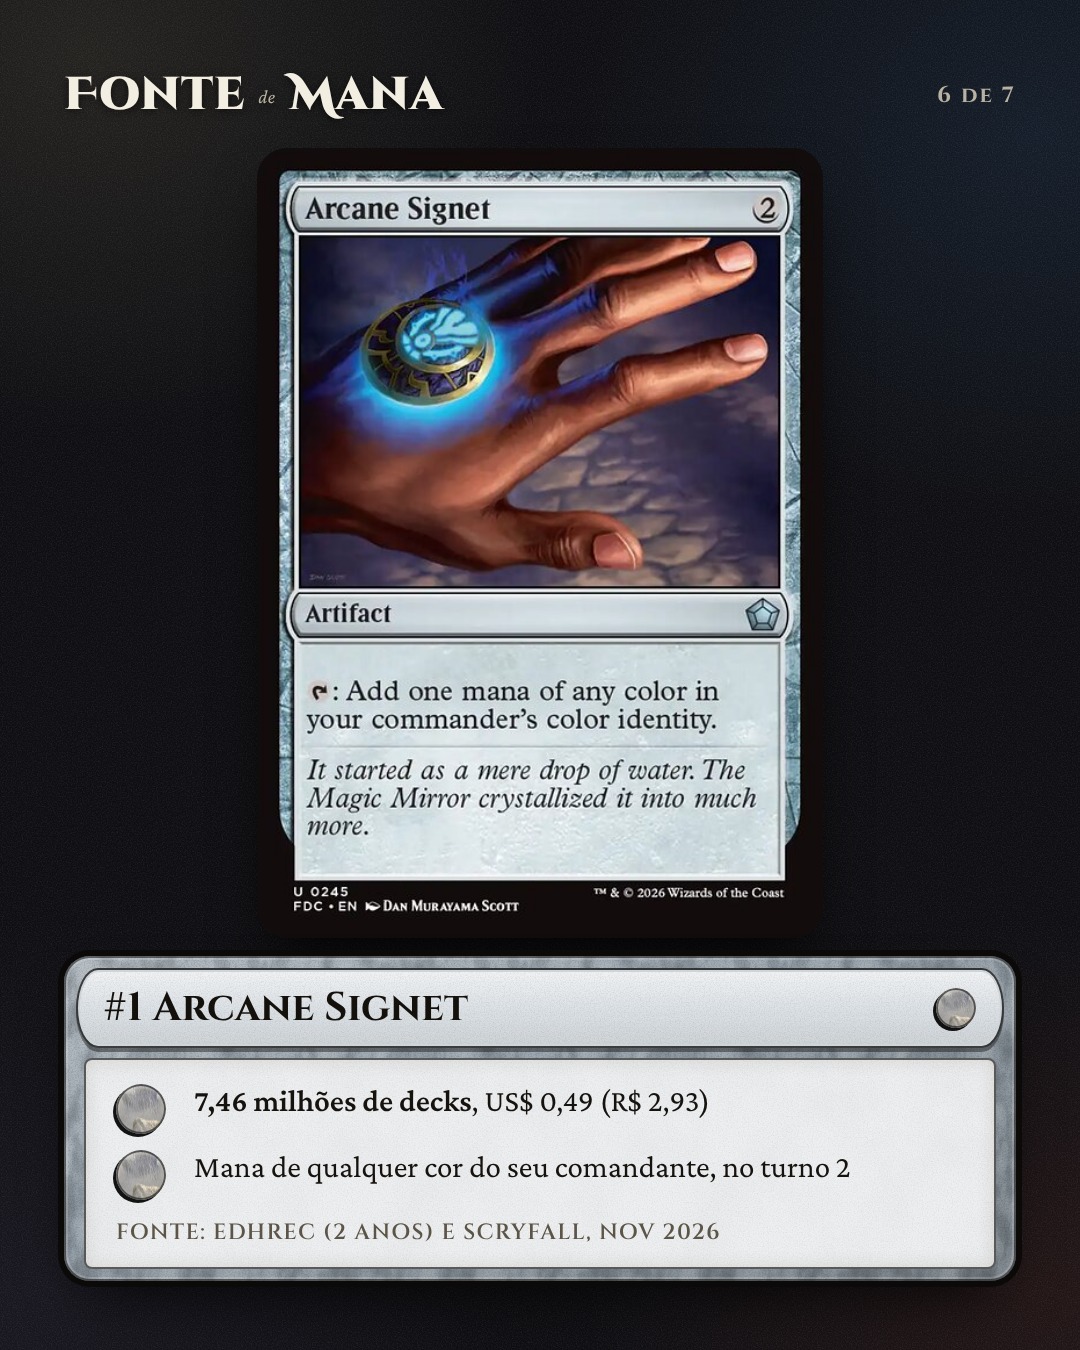 Fonte de Mana
6 de 7
Arcane Signet 2
Dan Scott
Artifact
: Add one mana of any color in
your commander's color identity.
It started as a mere drop of water. The
Magic Mirror crystallized it into much
more.
U 0245
FDC • EN Dan Murayama Scott
™ & © 2026 Wizards of the Coast
#1 Arcane Signet
7,46 milhões de decks, US$ 0,49 (R$ 2,93)
Mana de qualquer cor do seu comandante, no turno 2
Fonte: EDHREC (2 anos) e Scryfall, nov 2026